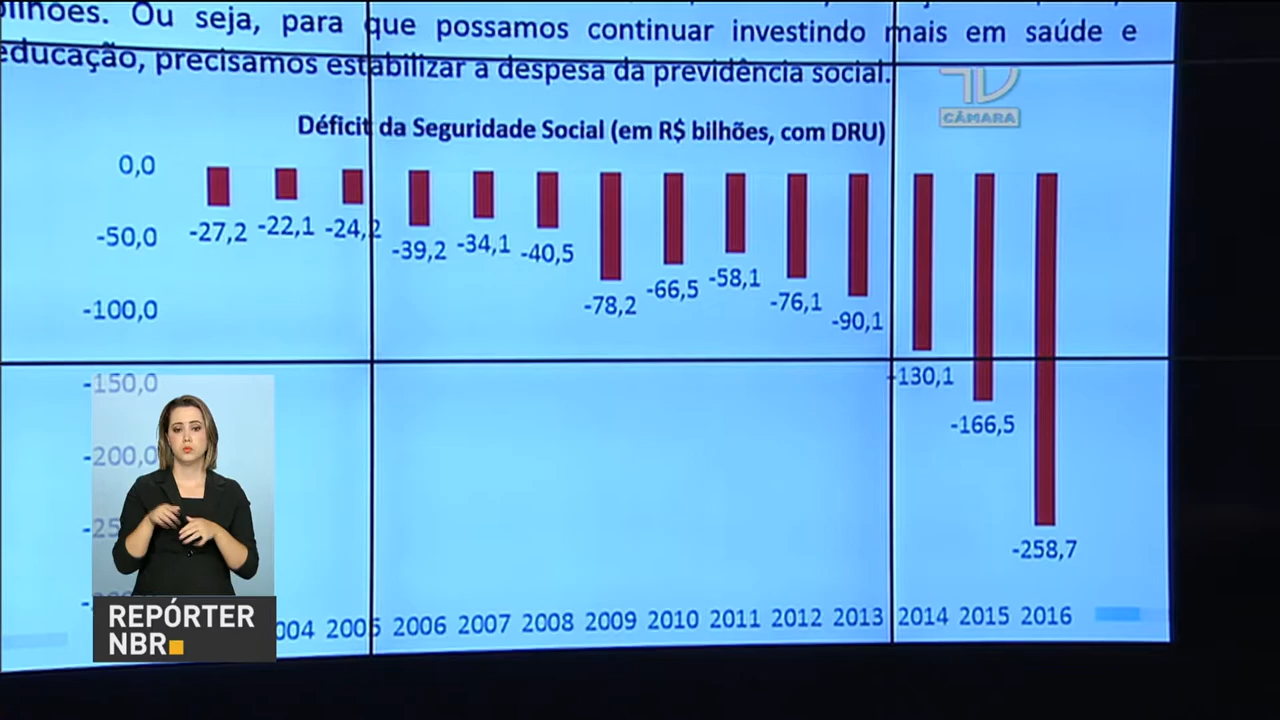 bilhões. Ou seja, para que possamos continuar investindo mais em saúde e
educação, precisamos estabilizar a despesa da previdência social.
TV
CÂMARA
Déficit da Seguridade Social (em R$ bilhões, com DRU)
0,0
-50,0
-100,0
-150,0
-200,0
-27,2 -22,1 -24,2 -39,2 -34,1 -40,5 -78,2 -66,5 -58,1 -76,1 -90,1 -130,1 -166,5 -258,7
2005 2006 2007 2008 2009 2010 2011 2012 2013 2014 2015 2016
REPÓRTER
NBR